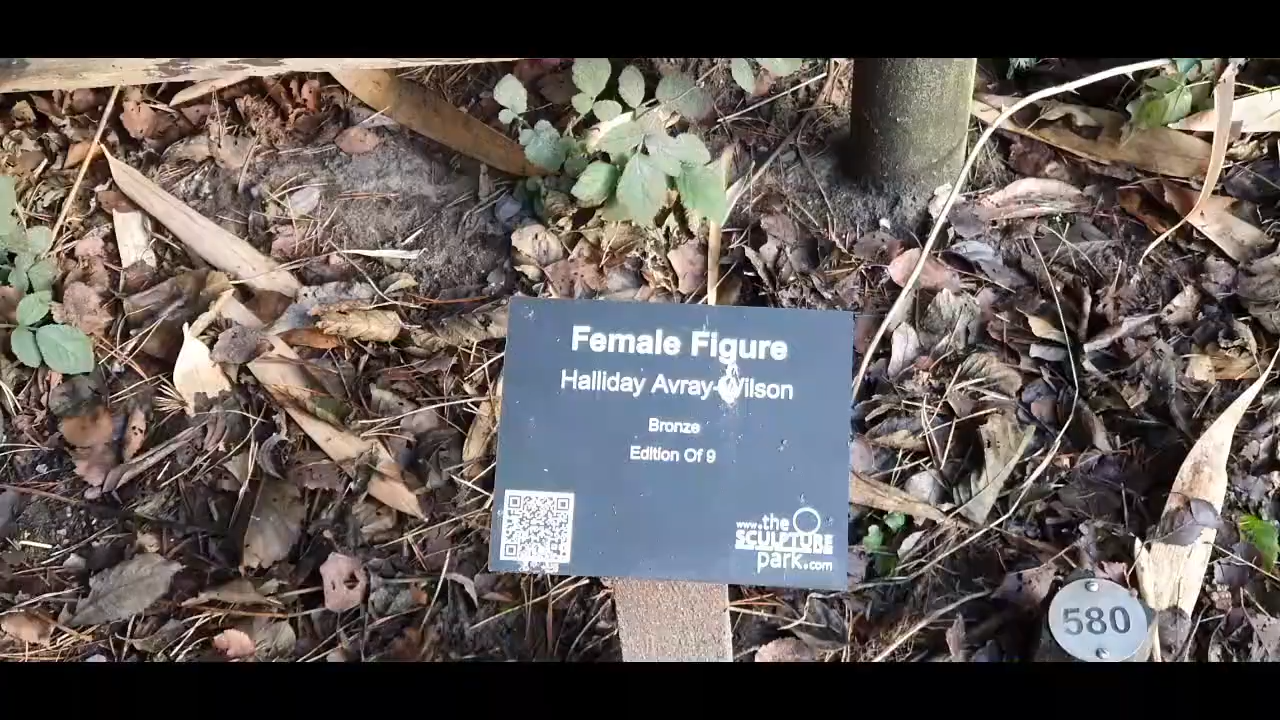 Female Figure
Halliday Avray-Wilson
Bronze
Edition Of 9
www.the
SCULPTURE
park.com
580